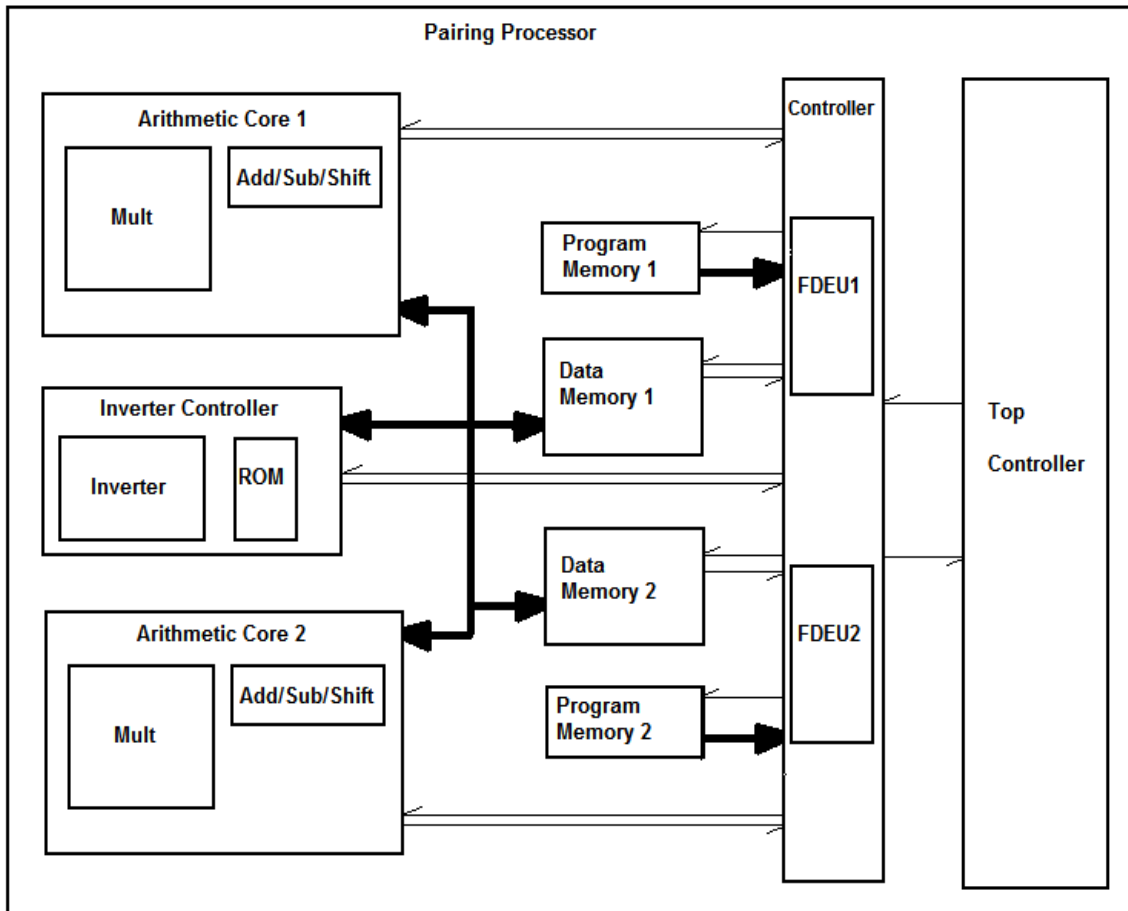 Pairing Processor
Arithmetic Core 1
Mult
Add/Sub/Shift
Controller
Program
Memory 1
FDEU1
Data
Memory 1
Inverter Controller
Inverter
ROM
Top
Controller
Data
Memory 2
Arithmetic Core 2
Mult
Add/Sub/Shift
FDEU2
Program
Memory 2